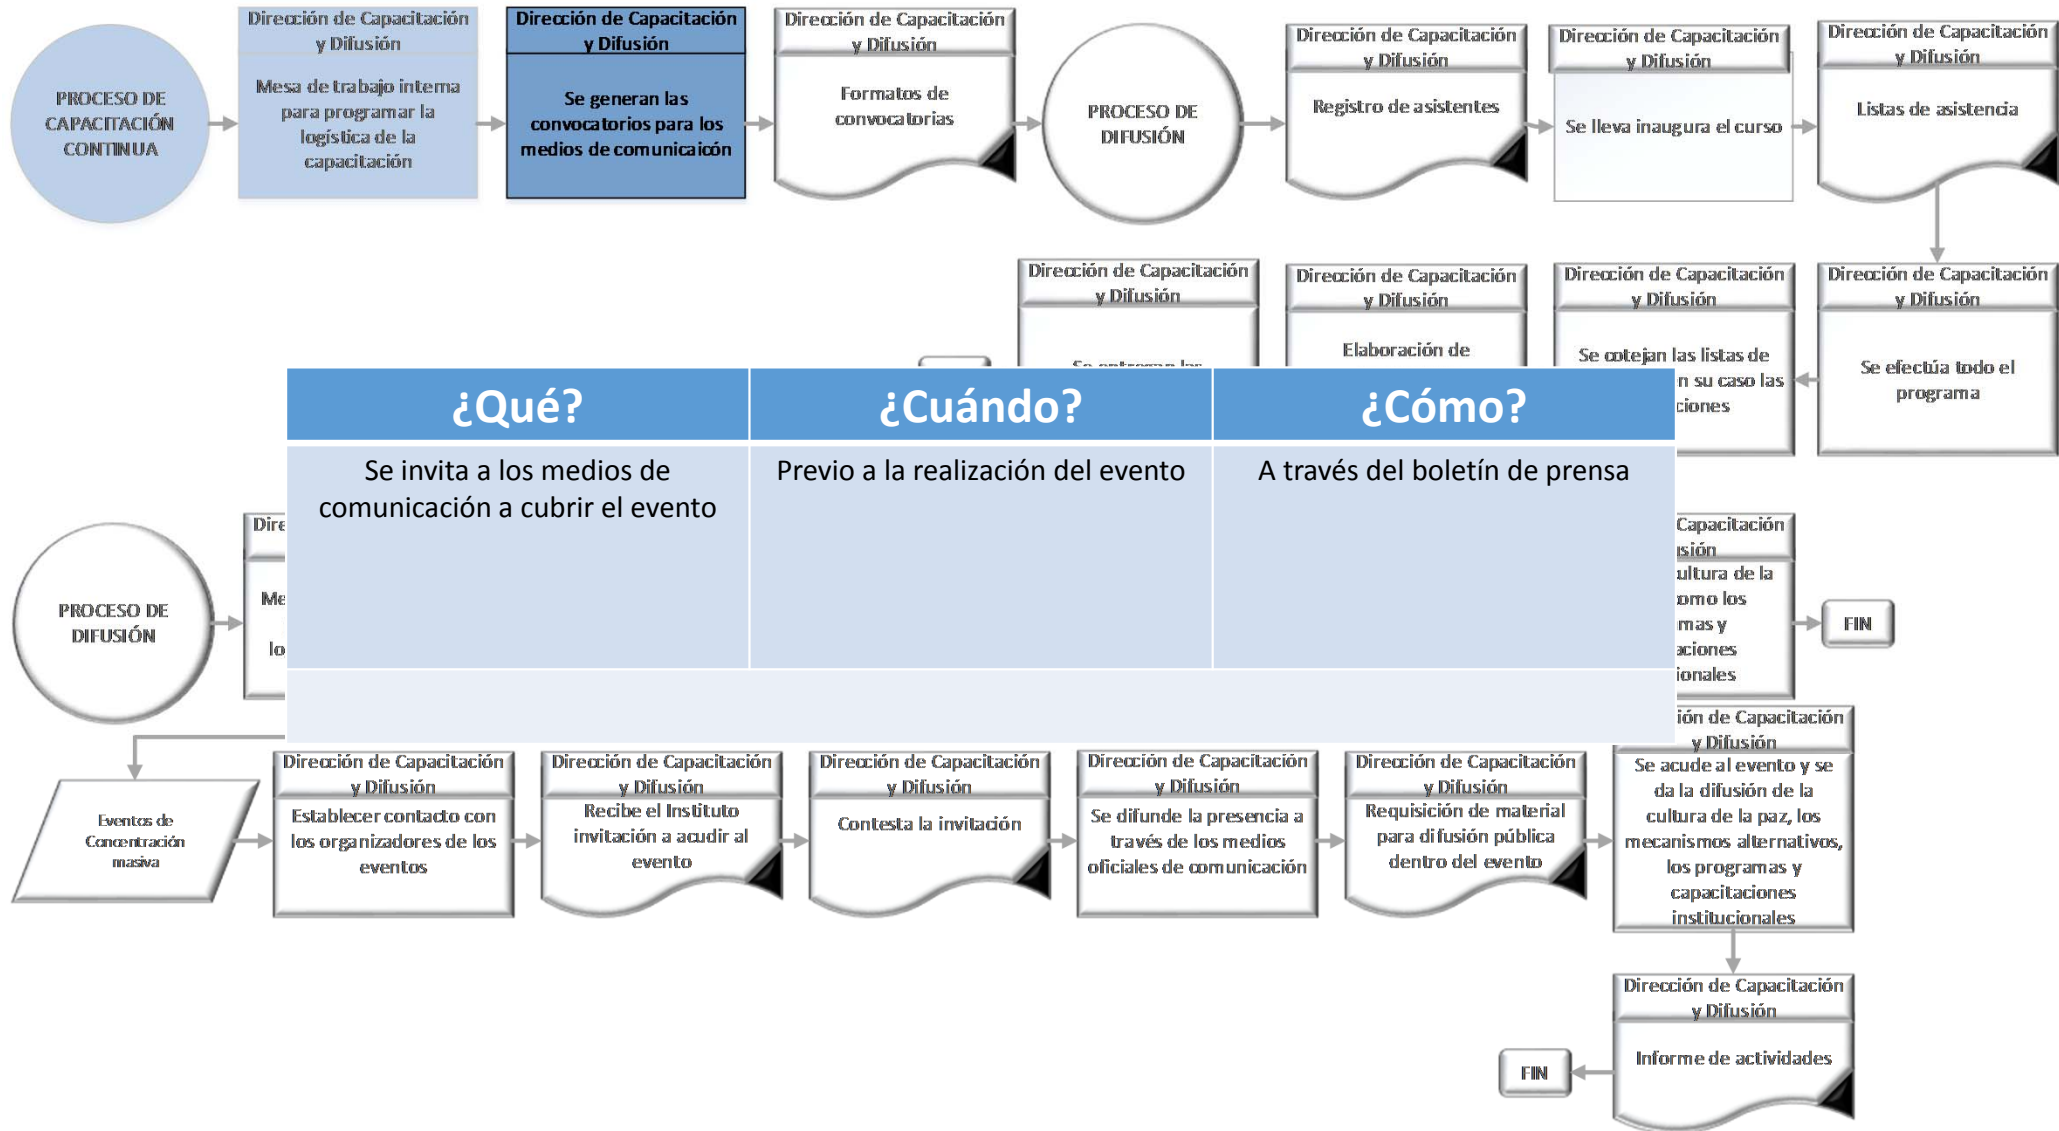 PROCESO DE
CAPACITACIÓN
CONTINUA
Dirección de Capacitación
y Difusión
Mesa de trabajo interna
para programar la
logística de la
capacitación
Dirección de Capacitación
y Difusión
Se generan las
convocatorios para los
medios de comunicaicón
Dirección de Capacitación
y Difusión
Formatos de
convocatorias
PROCESO DE
DIFUSIÓN
Dirección de Capacitación
y Difusión
Registro de asistentes
Dirección de Capacitación
y Difusión
Se lleva inaugura el curso
Dirección de Capacitación
y Difusión
Listas de asistencia
Dirección de Capacitación
y Difusión
Se efectúa todo el
programa
Dirección de Capacitación
y Difusión
Se cotejan las listas de
su caso las
Dirección de Capacitación
y Difusión
Elaboración de
Dirección de Capacitación
y Difusión
¿Qué?
¿Cuándo?
¿Cómo?
Se invita a los medios de
comunicación a cubrir el evento
Previo a la realización del evento
A través del boletín de prensa
PROCESO DE
DIFUSIÓN
Capacitación
de la
los
y
FIN
Eventos de
Concentración
masiva
Dirección de Capacitación
y Difusión
Establecer contacto con
los organizadores de los
eventos
Dirección de Capacitación
y Difusión
Recibe el Instituto
invitación a acudir al
evento
Dirección de Capacitación
y Difusión
Contesta la invitación
Dirección de Capacitación
y Difusión
Se difunde la presencia a
través de los medios
oficiales de comunicación
Dirección de Capacitación
y Difusión
Requisición de material
para difusión pública
dentro del evento
de Capacitación
y Difusión
Se acude al evento y se
da la difusión de la
cultura de la paz, los
mecanismos alternativos,
los programas y
capacitaciones
institucionales
Dirección de Capacitación
y Difusión
Informe de actividades
FIN